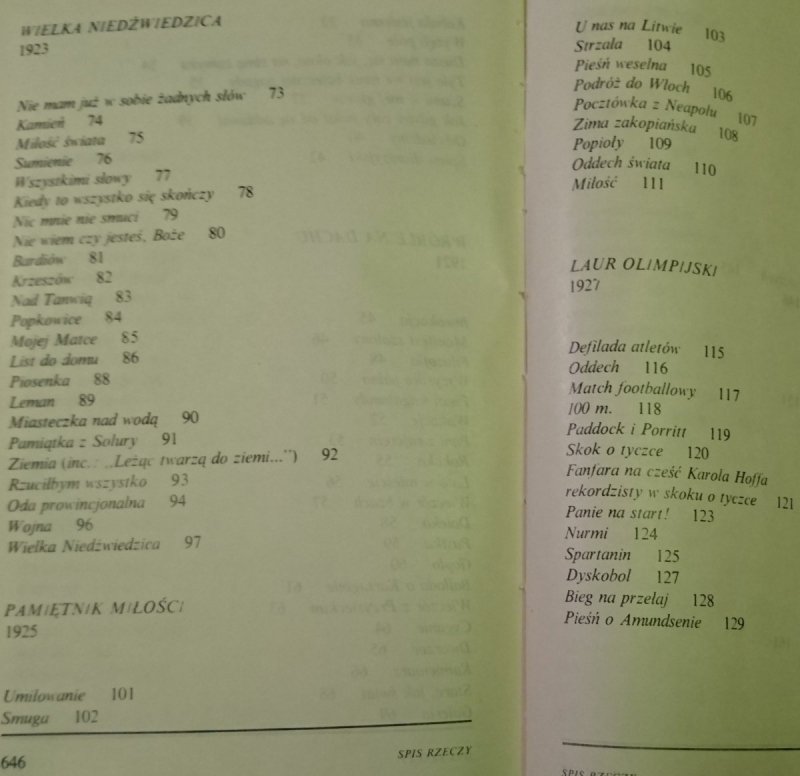 WIELKA NIEDŹWIEDZICA
1923
Nie mam już w sobie żadnych słów 73
Kamień 74
Miłość świata 75
Sumienie 76
Wszystkimi słowy 77
Kiedy to wszystko się skończy 78
Nic mnie nie smuci 79
Nie wiem czy jesteś, Boże 80
Bardiów 81
Krzeszów 82
Nad Tanwią 83
Popkowice 84
Mojej Matce 85
List do domu 86
Piosenka 88
Leman 89
Miasteczka nad wodą 90
Pamiątka z Solury 91
Ziemia (inc.: „Leżąc twarzą do ziemi...") 92
Rzuciłbym wszystko 93
Oda prowincjonalna 94
Wojna 96
Wielka Niedźwiedzica 97
PAMIĘTNIK MIŁOŚCI
1925
Umiłowanie 101
Smuga 102
646 SPIS RZECZY
U nas na Litwie 103
Strzała 104
Pieśń weselna 105
Podróż do Włoch 106
Pocztówka z Neapolu 107
Zima zakopiańska 108
Popioły 109
Oddech świata 110
Miłość 111
LAUR OLIMPIJSKI
1927
Defilada atletów 115
Oddech 116
Match footballowy 117
100 m. 118
Paddock i Porritt 119
Skok o tyczce 120
Fanfara na cześć Karola Hoffa
rekordzisty w skoku o tyczce 121
Panie na start! 123
Nurmi 124
Spartanin 125
Dyskobol 127
Bieg na przełaj 128
Pieśń o Amundsenie 129
SPIS RZECZY